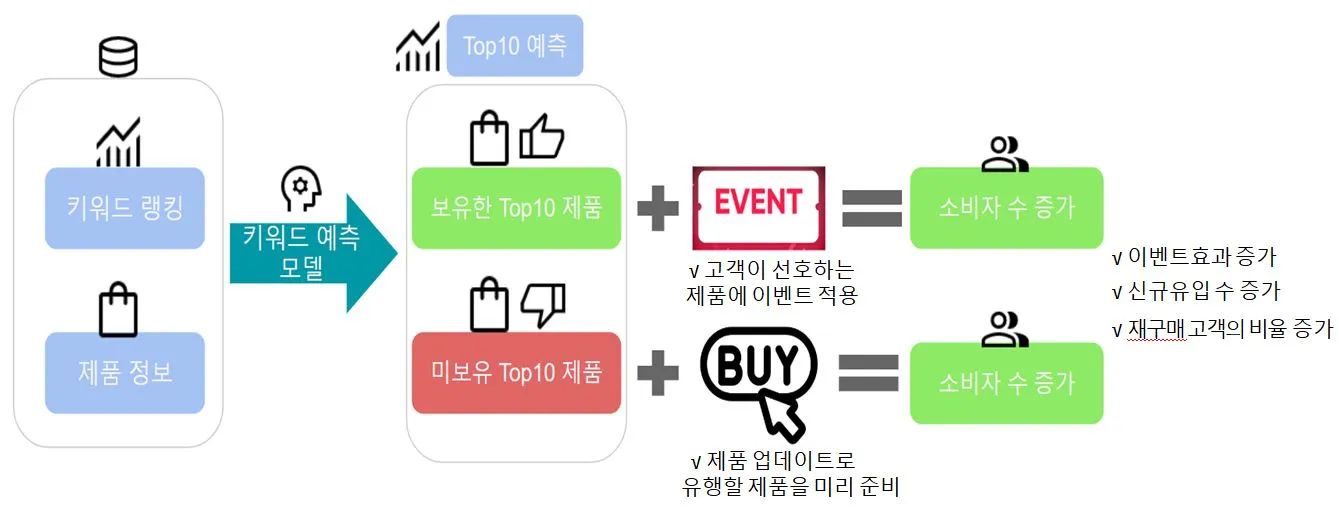 Top10 예측
키워드 랭킹
제품 정보
키워드 예측
모델
보유한 Top10 제품
EVENT
소비자 수 증가
√ 고객이 선호하는
제품에 이벤트 적용
미보유 Top10 제품
BUY
소비자 수 증가
√ 제품 업데이트로
유행할 제품을 미리 준비
√ 이벤트효과 증가
√ 신규유입 수 증가
√ 재구매 고객의 비율 증가